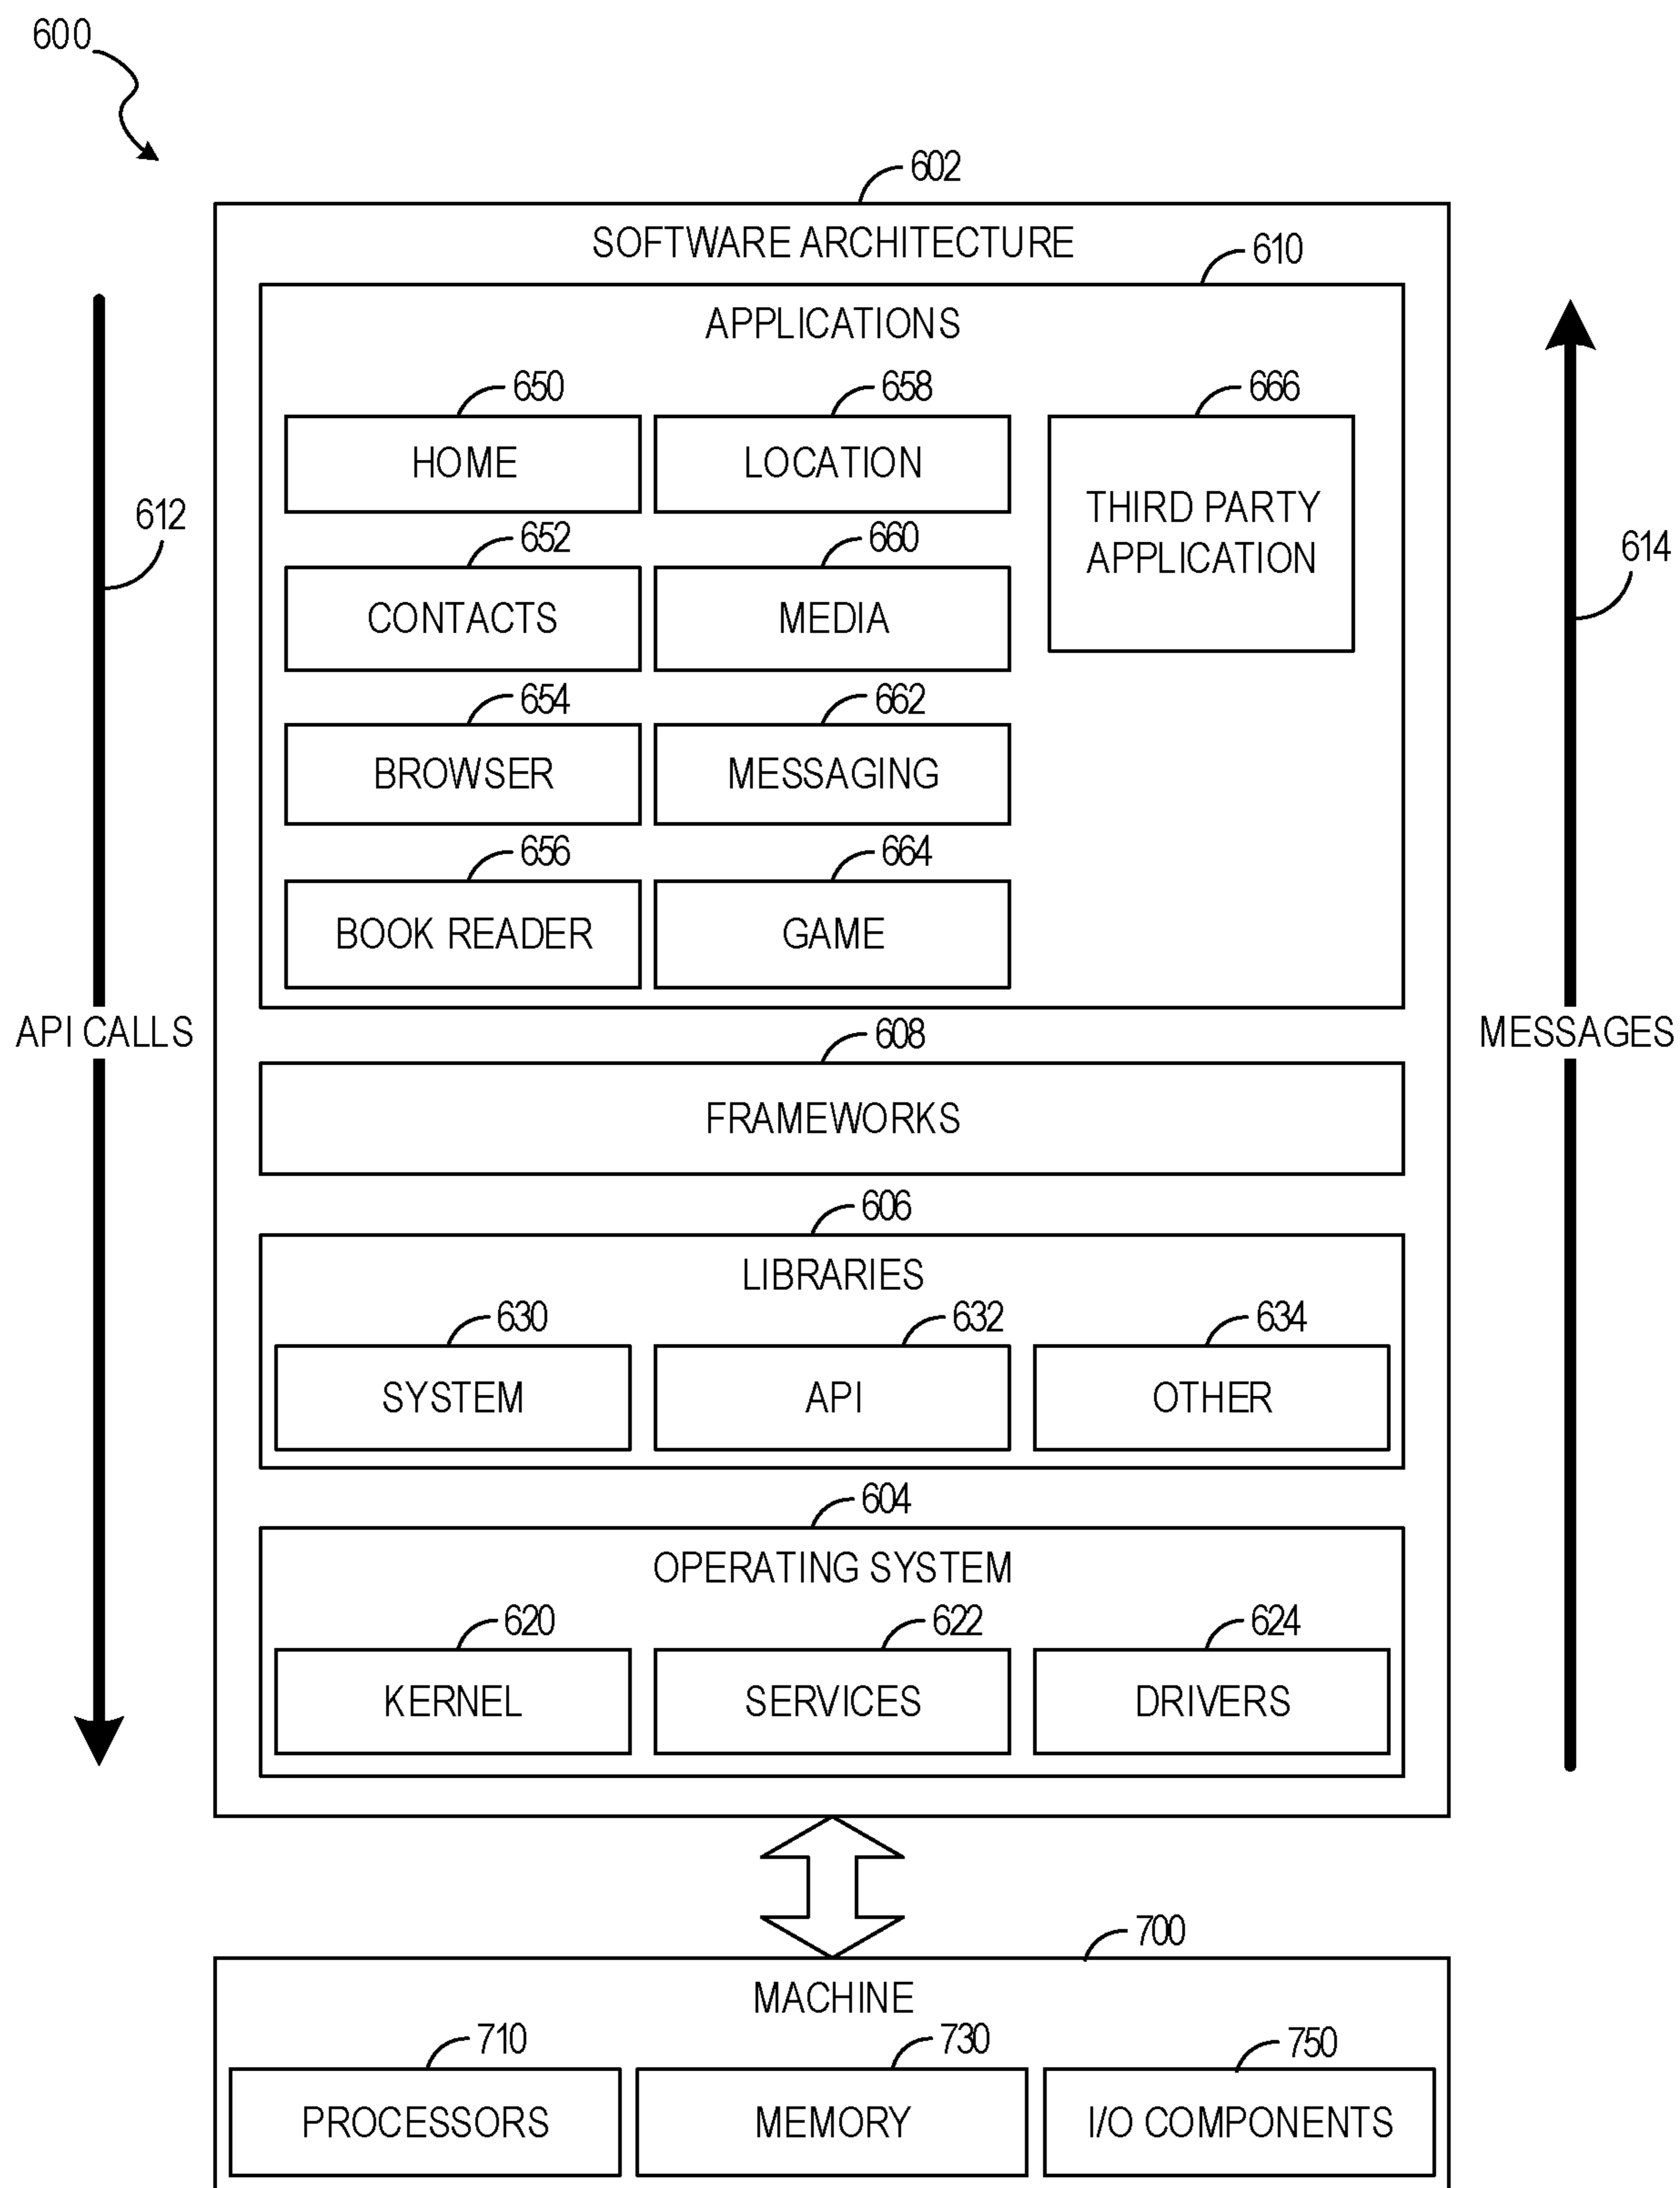 600
602
SOFTWARE ARCHITECTURE
610
APPLICATIONS
650
658
666
HOME
LOCATION
THIRD PARTY
APPLICATION
612
614
652
660
CONTACTS
MEDIA
654
662
BROWSER
MESSAGING
656
664
BOOK READER
GAME
API CALLS
MESSAGES
608
FRAMEWORKS
606
LIBRARIES
630
632
634
SYSTEM
API
OTHER
604
OPERATING SYSTEM
620
622
624
KERNEL
SERVICES
DRIVERS
700
MACHINE
710
730
750
PROCESSORS
MEMORY
I/O COMPONENTS